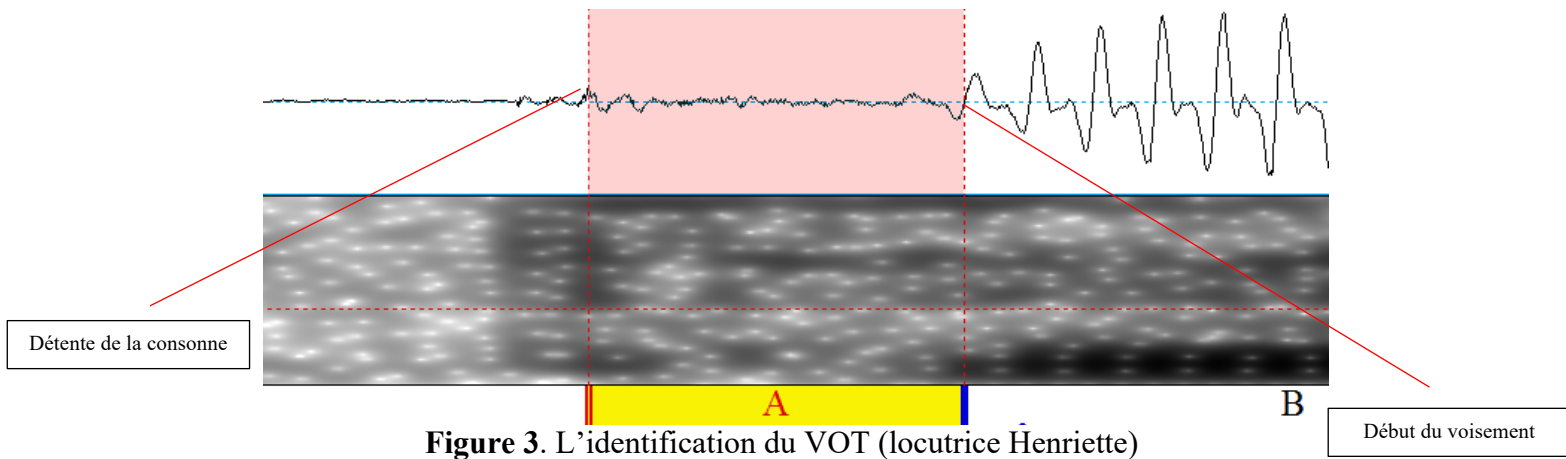 Détente de la consonne
A
B
Début du voisement
Figure 3. L’identification du VOT (locutrice Henriette)